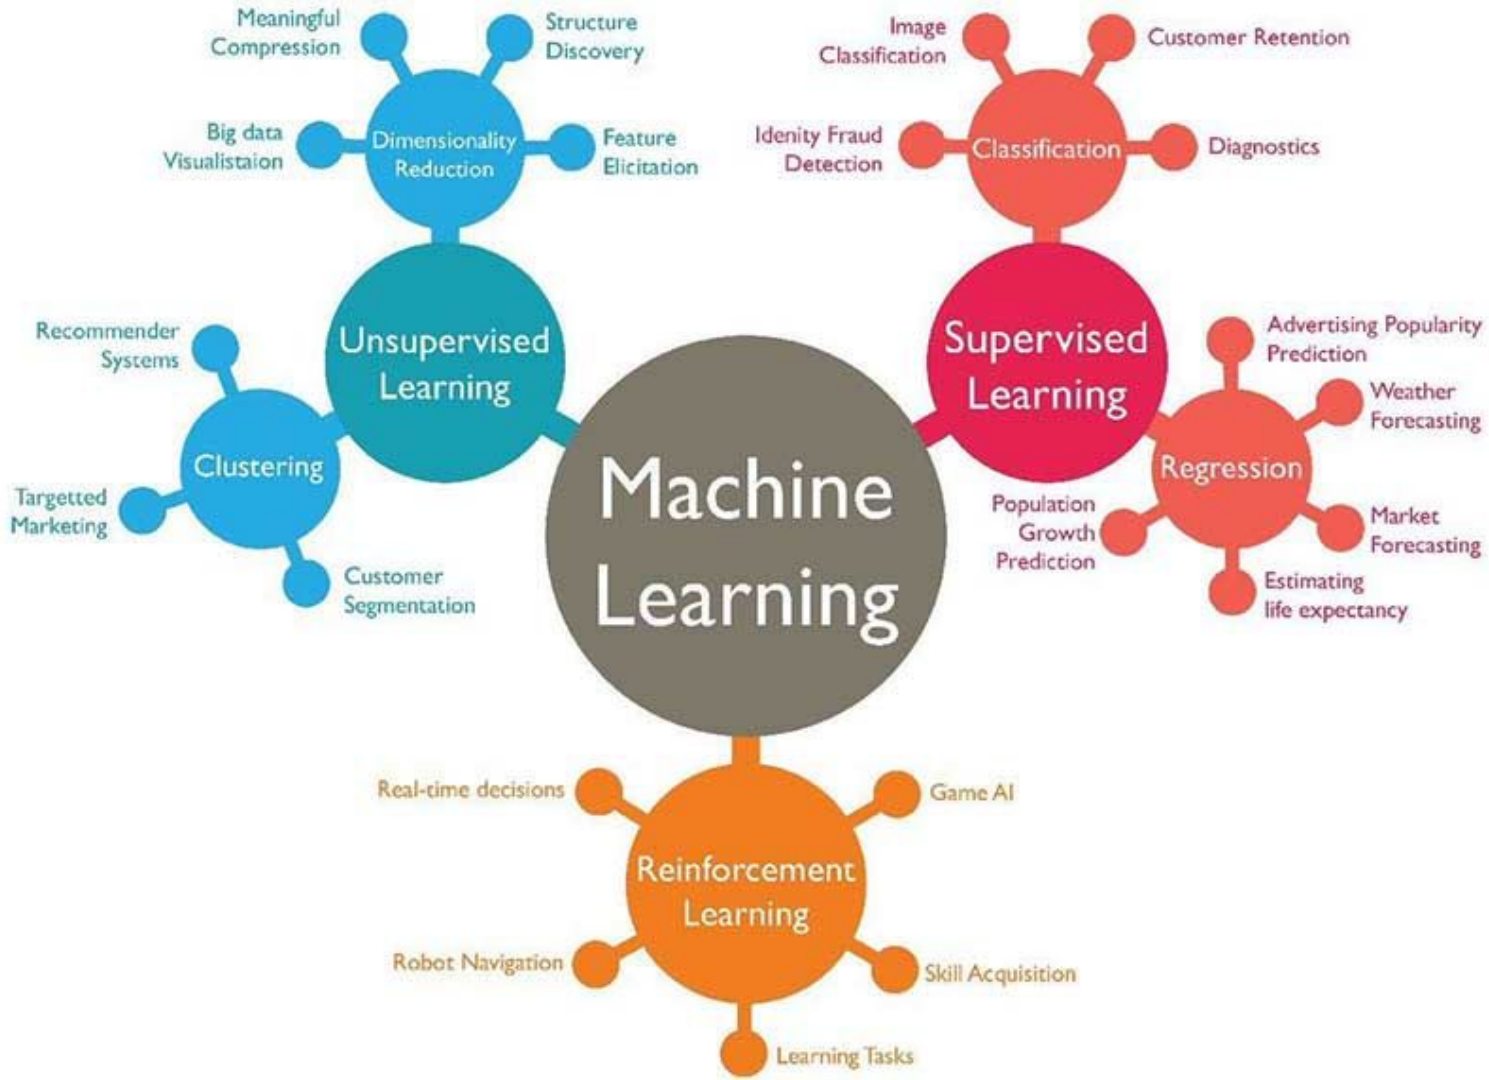 Meaningful
Compression
Structure
Discovery
Big data
Visualistaion
Dimensionality
Reduction
Feature
Elicitation
Image
Classification
Customer Retention
Idenity Fraud
Detection
Classification
Diagnostics
Unsupervised
Learning
Recommender
Systems
Clustering
Targetted
Marketing
Customer
Segmentation
Supervised
Learning
Advertising Popularity
Prediction
Weather
Forecasting
Regression
Population
Growth
Prediction
Market
Forecasting
Estimating
life expectancy
Machine
Learning
Real-time decisions
Game AI
Reinforcement
Learning
Robot Navigation
Skill Acquisition
Learning Tasks